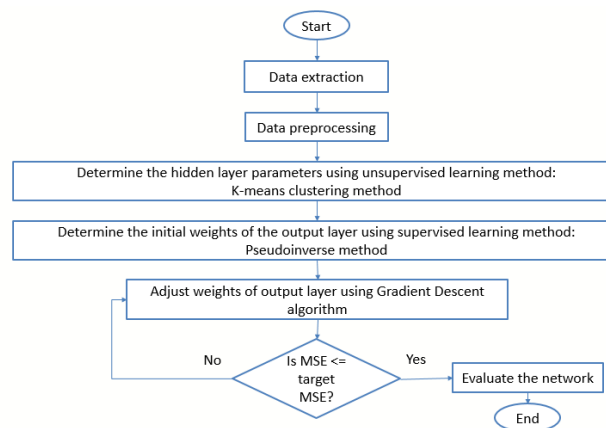 Start
Data extraction
Data preprocessing
Determine the hidden layer parameters using unsupervised learning method:
K-means clustering method
Determine the initial weights of the output layer using supervised learning method:
Pseudoinverse method
Adjust weights of output layer using Gradient Descent
algorithm
No
Is MSE <=
target
MSE?
Yes
Evaluate the network
End